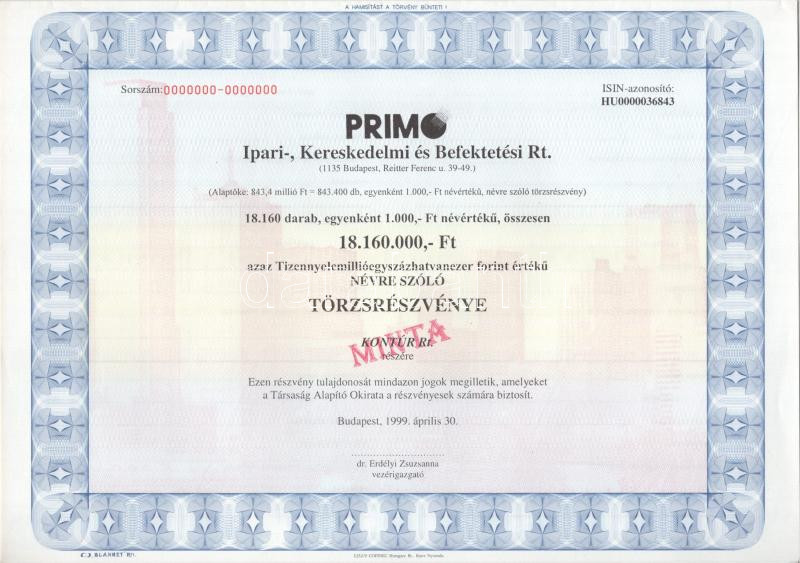 A HAMISÍTÁST A TÖRVÉNY BÜNTETI !
Sorszám:0000000-0000000
ISIN-azonosító:
HU0000036843
PRIMO
Ipari-, Kereskedelmi és Befektetési Rt.
(1135 Budapest, Reitter Ferenc u. 39-49.)
(Alaptőke: 843,4 millió Ft = 843.400 db, egyenként 1.000,- Ft névértékű, névre szóló törzsrészvény)
18.160 darab, egyenként 1.000,- Ft névértékű, összesen
18.160.000,- Ft
azaz Tizennyelcmillióegyszázhatvanezer forint értékű
NÉVRE SZÓLÓ
TÖRZSRÉSZVÉNYE
KONTÚR Rt.
MINTA
részére
Ezen részvény tulajdonosát mindazon jogok megilletik, amelyeket
a Társaság Alapító Okirata a részvényesek számára biztosít.
Budapest, 1999. április 30.
dr. Erdélyi Zsuzsanna
vezérigazgató